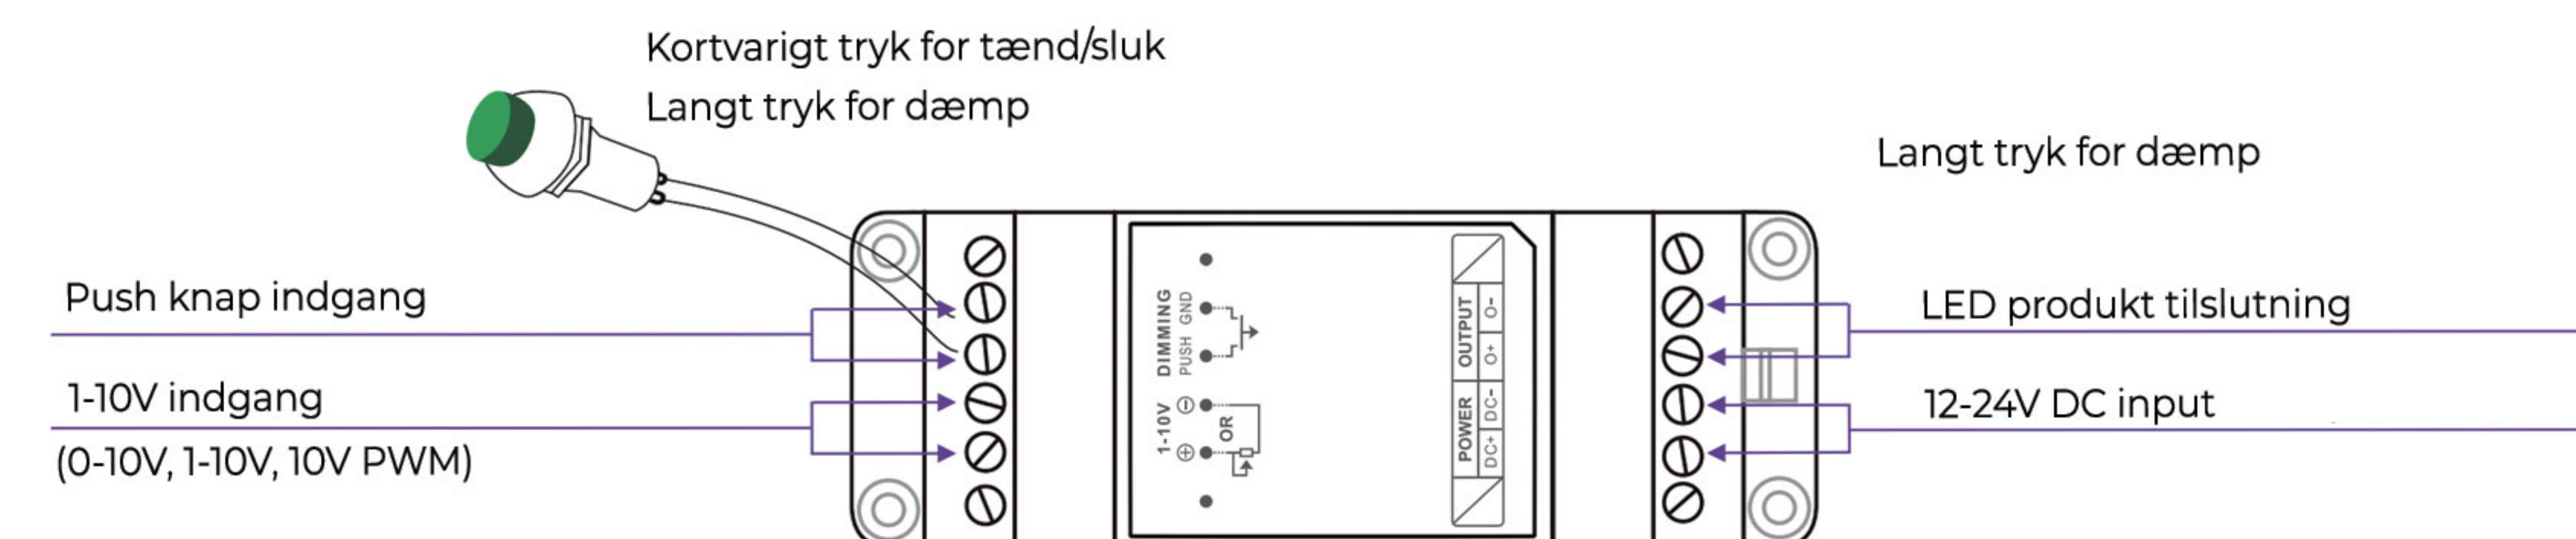 Kortvarigt tryk for tænd/sluk
Langt tryk for dæmp
Langt tryk for dæmp
Push knap indgang
1-10V indgang
(0-10V, 1-10V, 10V PWM)
DIMMING
PUSH GND
1-10V
OR
OUTPUT
O+ O-
POWER
DC+ DC-
LED produkt tilslutning
12-24V DC input